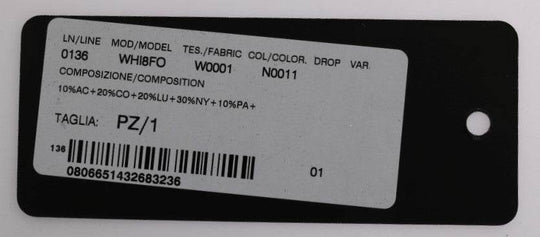 LN/LINE MOD/MODEL TES./FABRIC COL/COLOR. DROP VAR.
0136 WHI8FO W0001 N0011
COMPOSIZIONE/COMPOSITION
10%AC+20%CO+20%LU+30%NY+10%PA+
TAGLIA: PZ/1
136
01
0806651432683236